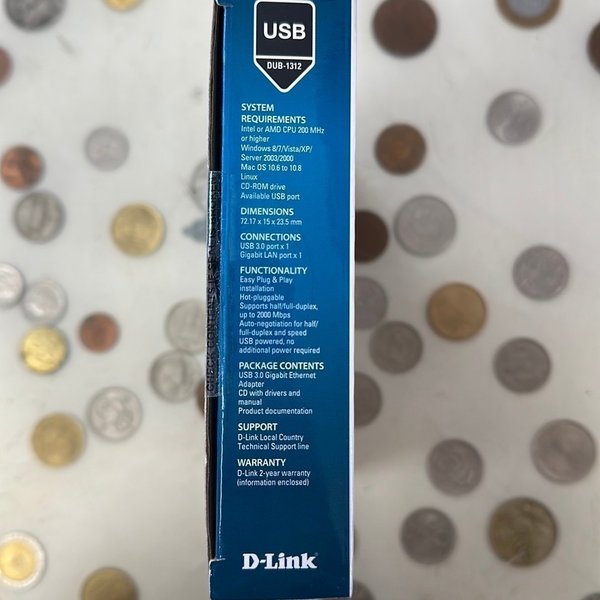 USB
DUB-1312
SYSTEM
REQUIREMENTS
Intel or AMD CPU 200 MHz
or higher
Windows 8/7/Vista/XP/
Server 2003/2000
Mac OS 10.6 to 10.8
Linux
CD-ROM drive
Available USB port
DIMENSIONS
72.17 x 15 x 23.5 mm
CONNECTIONS
USB 3.0 port x 1
Gigabit LAN port x 1
FUNCTIONALITY
Easy Plug & Play
installation
Hot-pluggable
Supports half/full-duplex,
up to 2000 Mbps
Auto-negotiation for half/
full-duplex and speed
USB powered, no
additional power required
PACKAGE CONTENTS
USB 3.0 Gigabit Ethernet
Adapter
CD with drivers and
manual
Product documentation
SUPPORT
D-Link Local Country
Technical Support line
WARRANTY
D-Link 2-year warranty
(information enclosed)
D-Link